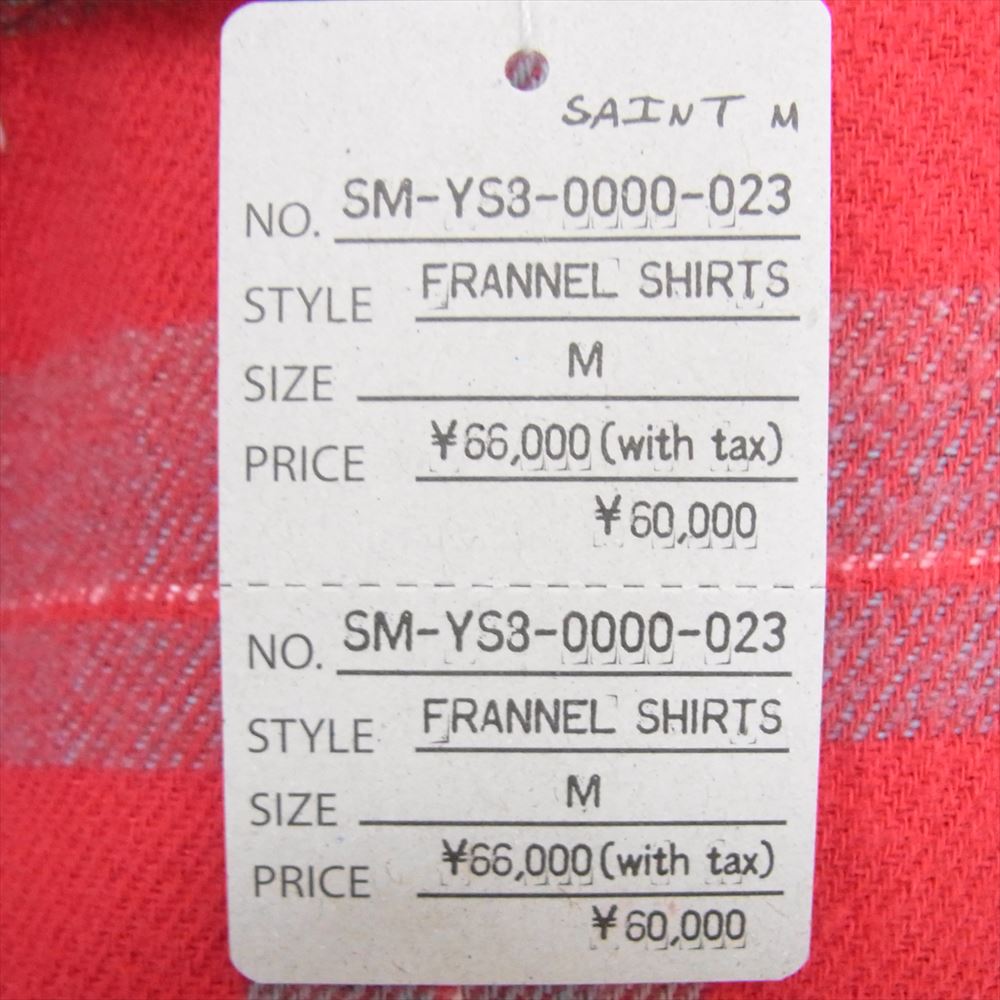 SAINT M
NO. SM-YS3-0000-023
STYLE FRANNEL SHIRTS
SIZE M
PRICE ¥66,000(with tax)
¥60,000
NO. SM-YS3-0000-023
STYLE FRANNEL SHIRTS
SIZE M
PRICE ¥66,000(with tax)
¥60,000